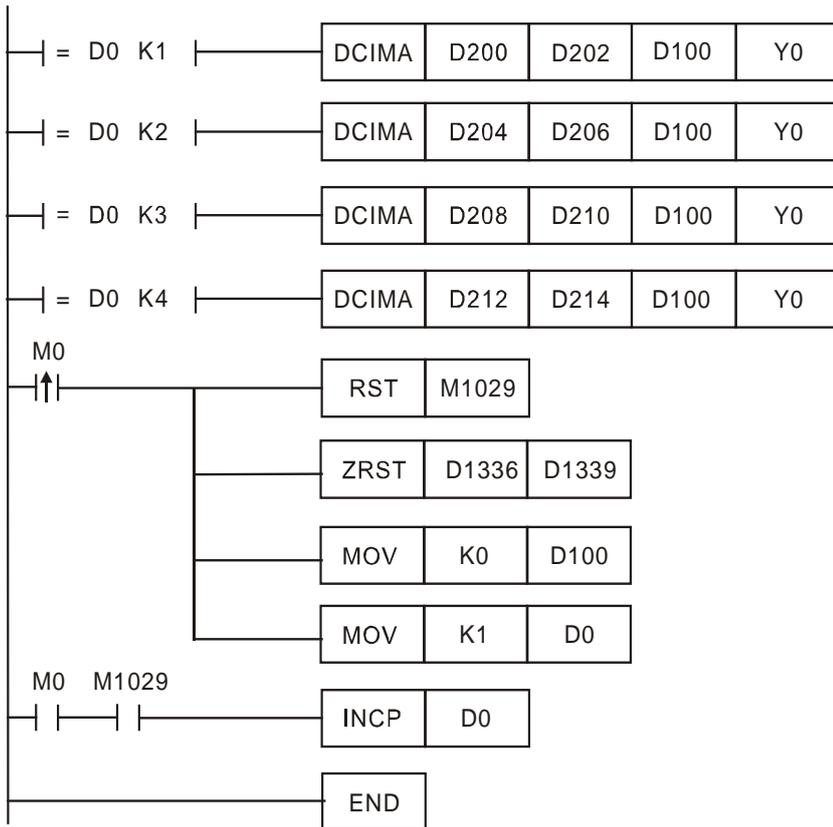 = D0 K1 DCIMA D200 D202 D100 Y0
= D0 K2 DCIMA D204 D206 D100 Y0
= D0 K3 DCIMA D208 D210 D100 Y0
= D0 K4 DCIMA D212 D214 D100 Y0
M0
RST M1029
ZRST D1336 D1339
MOV K0 D100
MOV K1 D0
M0 M1029
INCP D0
END